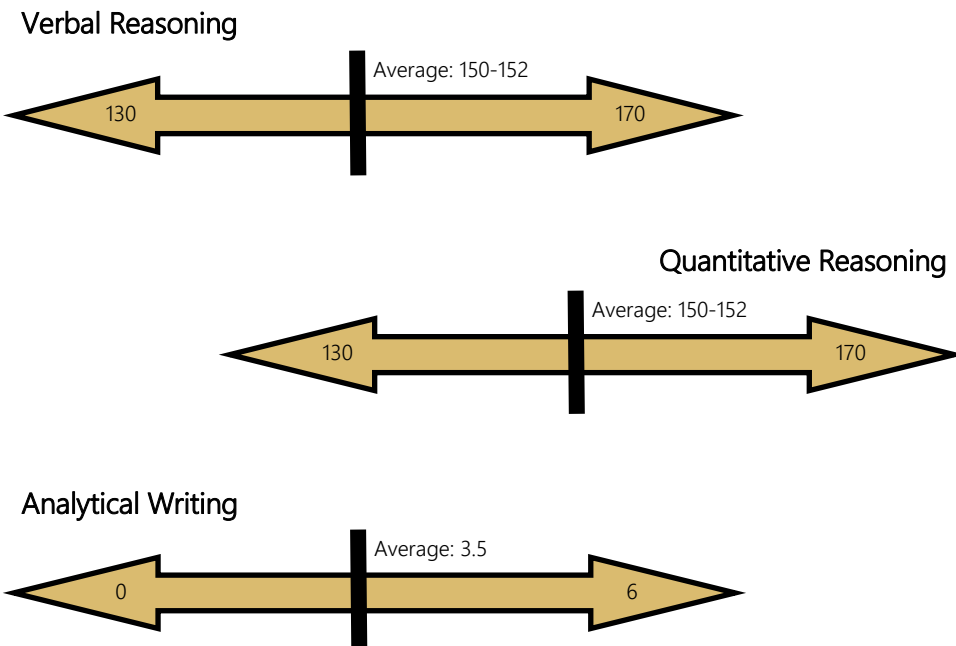 Verbal Reasoning
Average: 150-152
130
170
Quantitative Reasoning
Average: 150-152
130
170
Analytical Writing
Average: 3.5
0
6